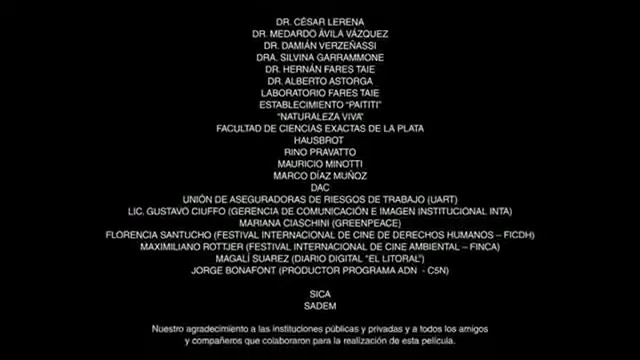 DR. CÉSAR LERENA
DR. MEDARDO ÁVILA VÁZQUEZ
DR. DAMIÁN VERZEÑASSI
DRA. SILVINA GARRAMMONE
DR. HERNÁN FARES TAIE
DR. ALBERTO ASTORGA
LABORATORIO FARES TAIE
ESTABLECIMIENTO “PAITITI”
“NATURALEZA VIVA”
FACULTAD DE CIENCIAS EXACTAS DE LA PLATA
HAUSBROT
RINO PRAVATTO
MAURICIO MINOTTI
MARCO DÍAZ MUÑOZ
DAC
UNIÓN DE ASEGURADORAS DE RIESGOS DE TRABAJO (UART)
LIC. GUSTAVO CIUFFO (GERENCIA DE COMUNICACIÓN E IMAGEN INSTITUCIONAL INTA)
MARIANA CIASCHINI (GREENPEACE)
FLORENCIA SANTUCHO (FESTIVAL INTERNACIONAL DE CINE DE DERECHOS HUMANOS – FICDH)
MAXIMILIANO ROTTJER (FESTIVAL INTERNACIONAL DE CINE AMBIENTAL – FINCA)
MAGALÍ SUAREZ (DIARIO DIGITAL “EL LITORAL”)
JORGE BONAFONT (PRODUCTOR PROGRAMA ADN - C5N)
SICA
SADEM
Nuestro agradecimiento a las instituciones públicas y privadas y a todos los amigos
y compañeros que colaboraron para la realización de esta película.